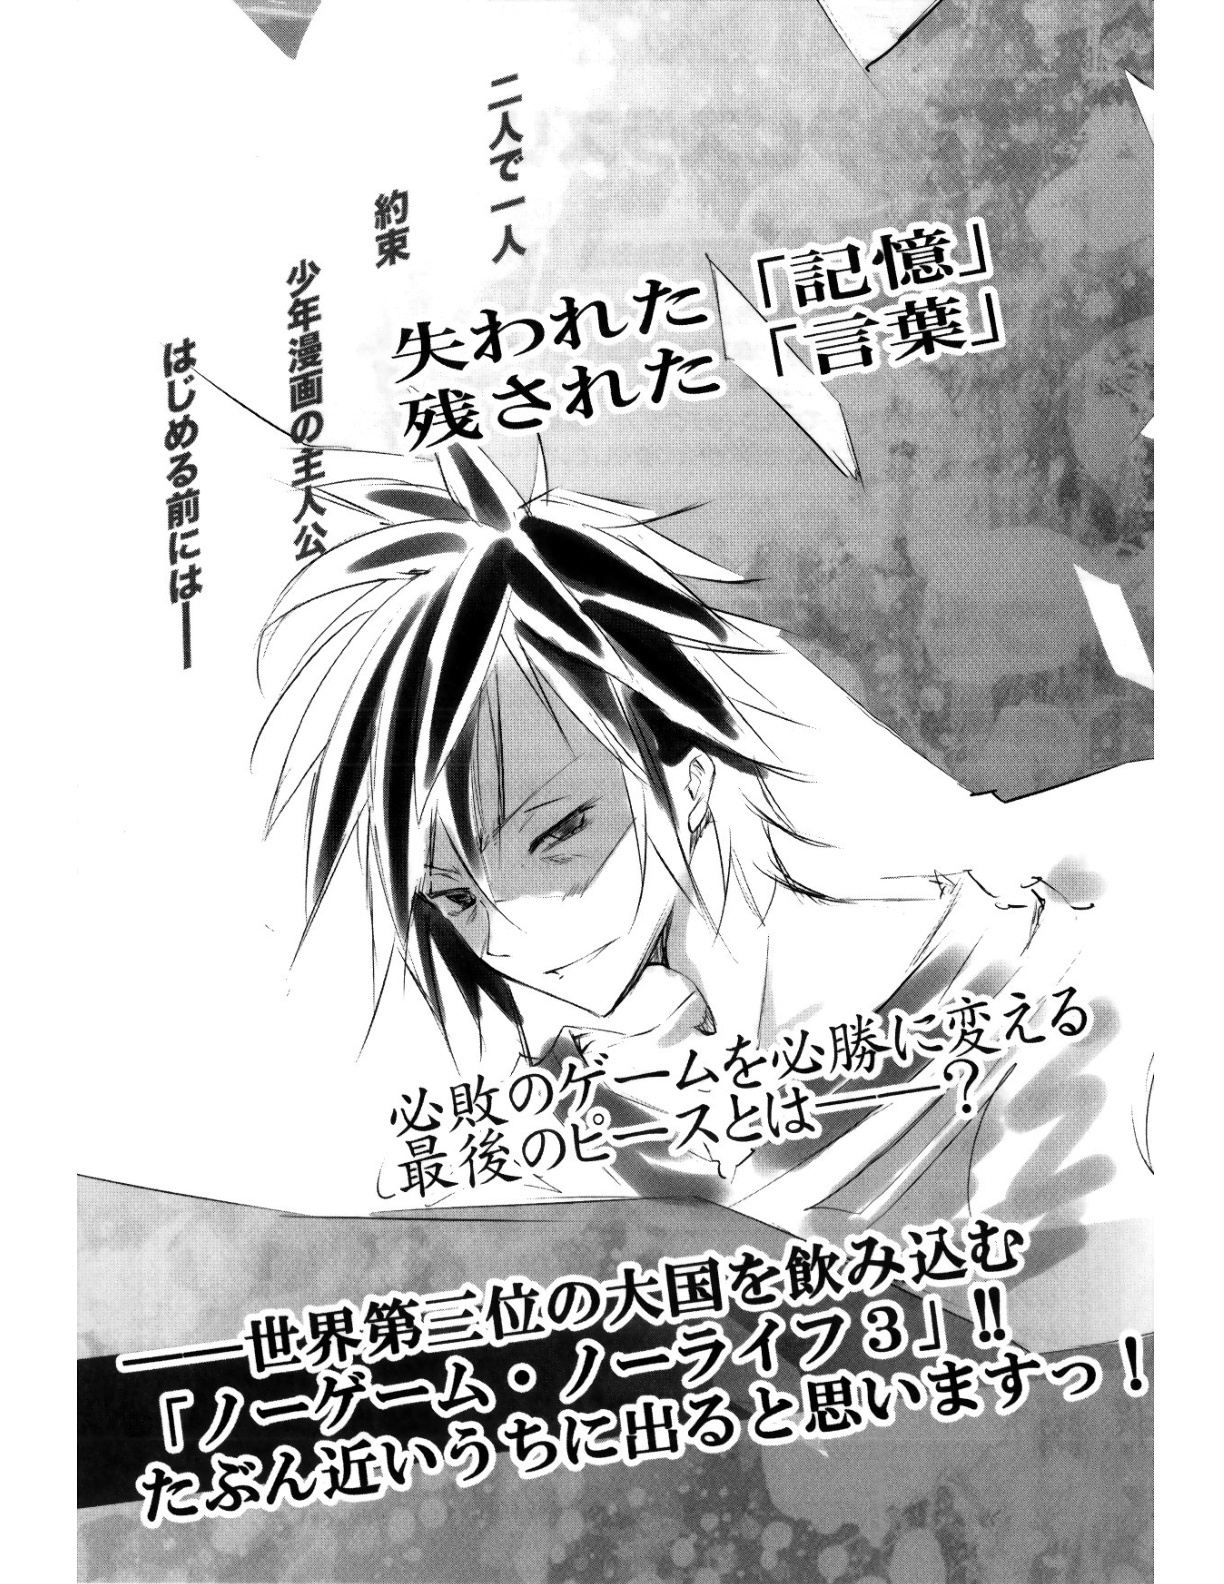 二人で一人
約束
少年漫画の主人公
はじめる前には――
失われた「記憶」
残された「言葉」
必敗のゲームを必勝に変える
最後のピースとは――？
――世界第三位の大国を飲み込む
「ノーゲーム・ノーライフ３」!!
たぶん近いうちに出ると思いますっ！